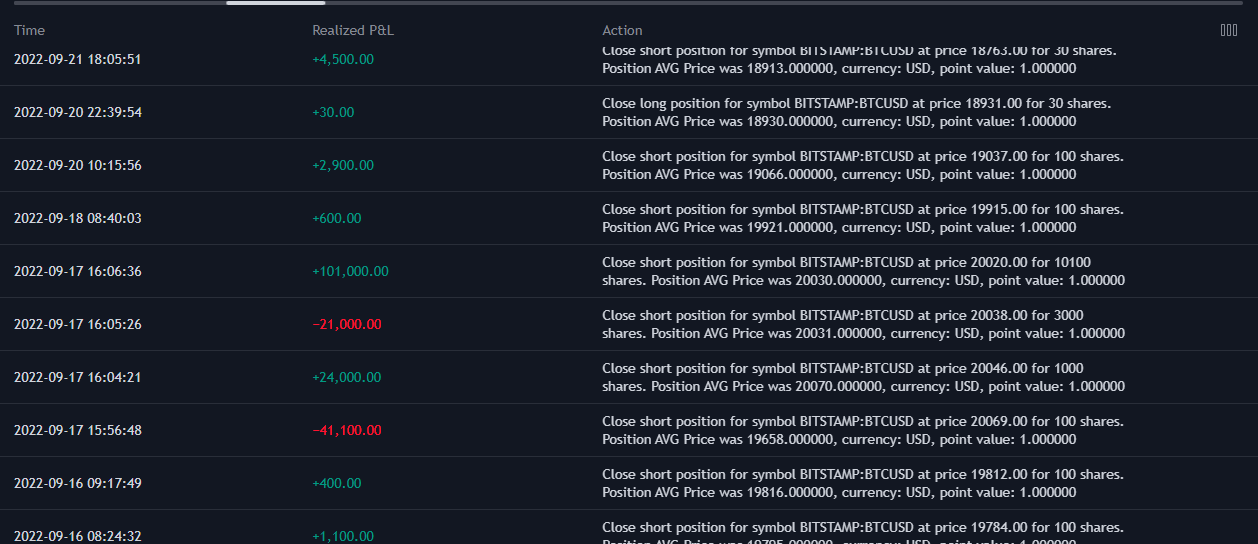 Time Realized P&L Action
2022-09-21 18:05:51 +4,500.00 Close short position for symbol BITSTAMP:BTCUSD at price 18763.00 for 30 shares.
Position AVG Price was 18913.000000, currency: USD, point value: 1.000000
2022-09-20 22:39:54 +30.00 Close long position for symbol BITSTAMP:BTCUSD at price 18931.00 for 30 shares.
Position AVG Price was 18930.000000, currency: USD, point value: 1.000000
2022-09-20 10:15:56 +2,900.00 Close short position for symbol BITSTAMP:BTCUSD at price 19037.00 for 100 shares.
Position AVG Price was 19066.000000, currency: USD, point value: 1.000000
2022-09-18 08:40:03 +600.00 Close short position for symbol BITSTAMP:BTCUSD at price 19915.00 for 100 shares.
Position AVG Price was 19921.000000, currency: USD, point value: 1.000000
2022-09-17 16:06:36 +101,000.00 Close short position for symbol BITSTAMP:BTCUSD at price 20020.00 for 10100
shares. Position AVG Price was 20030.000000, currency: USD, point value: 1.000000
2022-09-17 16:05:26 −21,000.00 Close short position for symbol BITSTAMP:BTCUSD at price 20038.00 for 3000
shares. Position AVG Price was 20031.000000, currency: USD, point value: 1.000000
2022-09-17 16:04:21 +24,000.00 Close short position for symbol BITSTAMP:BTCUSD at price 20046.00 for 1000
shares. Position AVG Price was 20070.000000, currency: USD, point value: 1.000000
2022-09-17 15:56:48 −41,100.00 Close short position for symbol BITSTAMP:BTCUSD at price 20069.00 for 100 shares.
Position AVG Price was 19658.000000, currency: USD, point value: 1.000000
2022-09-16 09:17:49 +400.00 Close short position for symbol BITSTAMP:BTCUSD at price 19812.00 for 100 shares.
Position AVG Price was 19816.000000, currency: USD, point value: 1.000000
2022-09-16 08:24:32 +1,100.00 Close short position for symbol BITSTAMP:BTCUSD at price 19784.00 for 100 shares.
Position AVG Price was 19795.000000, currency: USD, point value: 1.000000